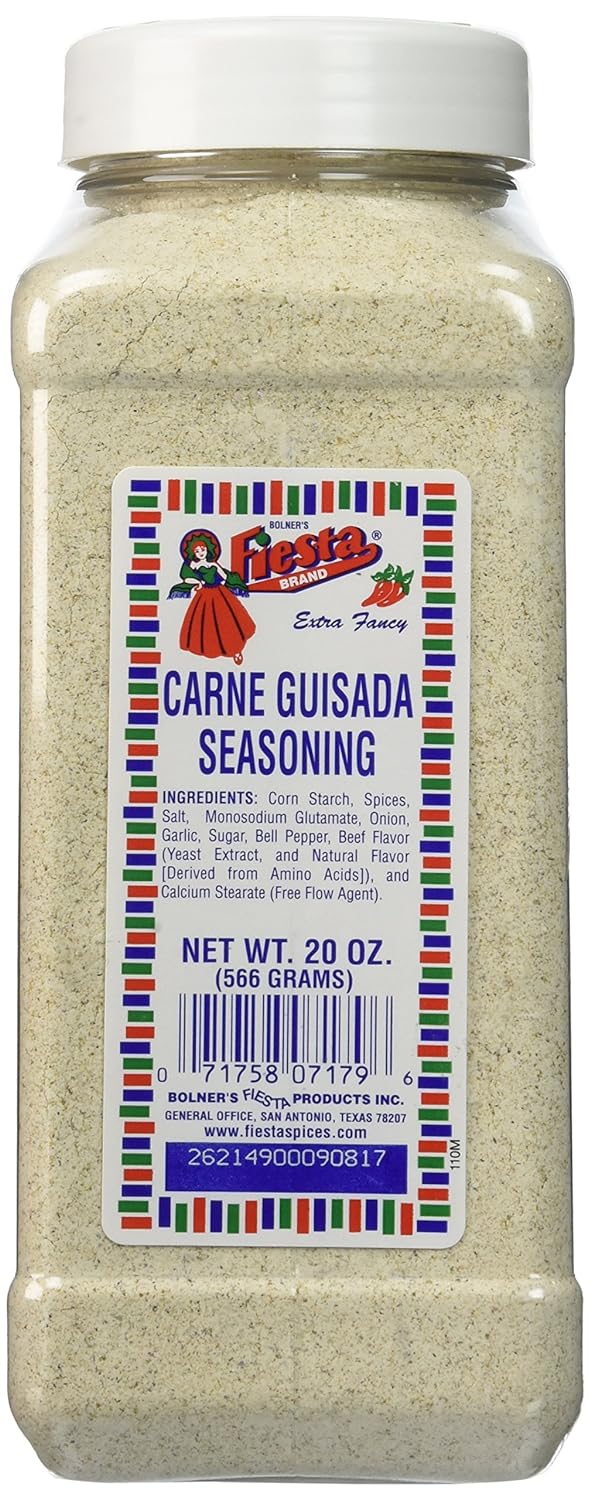 BOLNER'S
Fiesta®
BRAND
Extra Fancy
CARNE GUISADA
SEASONING
INGREDIENTS: Corn Starch, Spices,
Salt, Monosodium Glutamate, Onion,
Garlic, Sugar, Bell Pepper, Beef Flavor
(Yeast Extract, and Natural Flavor
[Derived from Amino Acids]), and
Calcium Stearate (Free Flow Agent).
NET WT. 20 OZ.
(566 GRAMS)
0 71758 07179 6
BOLNER'S FIESTA PRODUCTS INC.
GENERAL OFFICE, SAN ANTONIO, TEXAS 78207
www.fiestaspices.com
26214900090817
110M